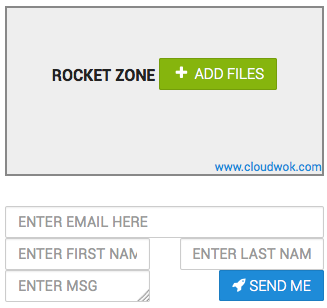 ROCKET ZONE + ADD FILES
www.cloudwok.com
ENTER EMAIL HERE
ENTER FIRST NAM ENTER LAST NAM
ENTER MSG SEND ME